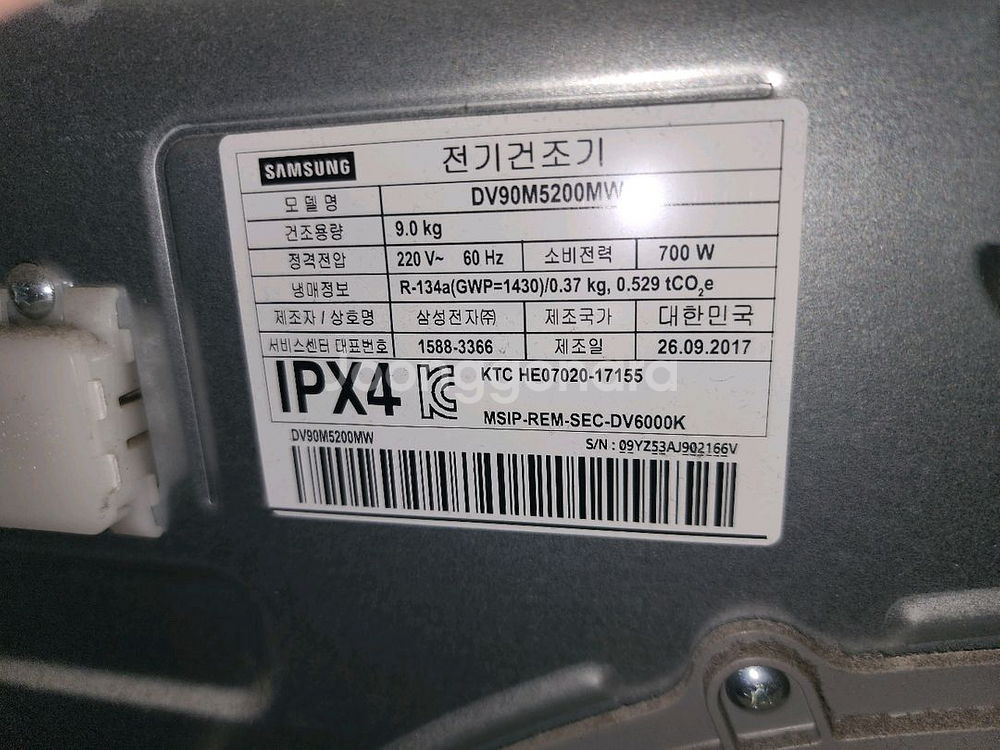 SAMSUNG 전기건조기
모델명 DV90M5200MW
건조용량 9.0 kg
정격전압 220 V~ 60 Hz 소비전력 700 W
냉매정보 R-134a(GWP=1430)/0.37 kg, 0.529 tCO₂e
제조자 / 상호명 삼성전자㈜ 제조국가 대한민국
서비스센터 대표번호 1588-3366 제조일 26.09.2017
IPX4 KC KTC HE07020-17155
MSIP-REM-SEC-DV6000K
DV90M5200MW S/N : 09YZ53AJ902166V